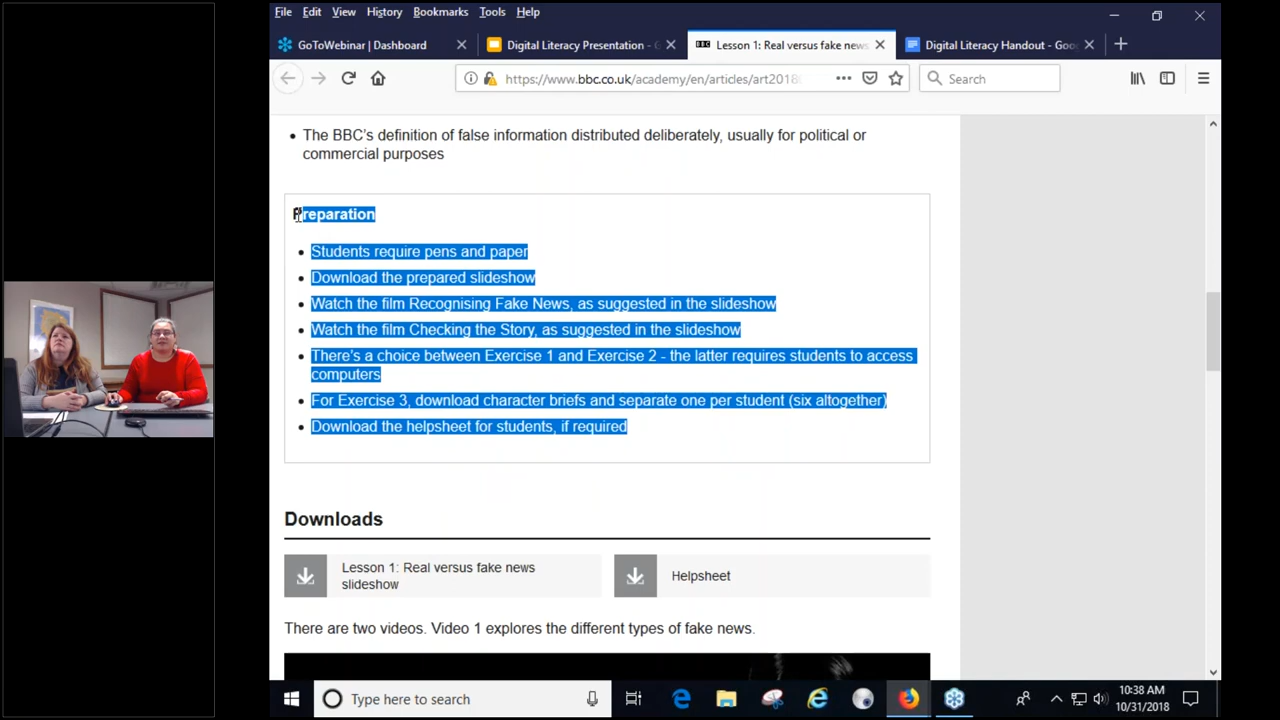 File Edit View History Bookmarks Tools Help
GoToWebinar | Dashboard
Digital Literacy Presentation - G
BBC Lesson 1: Real versus fake news
Digital Literacy Handout - Goo
https://www.bbc.co.uk/academy/en/articles/art2018
Search
• The BBC's definition of false information distributed deliberately, usually for political or
commercial purposes
Preparation
• Students require pens and paper
• Download the prepared slideshow
• Watch the film Recognising Fake News, as suggested in the slideshow
• Watch the film Checking the Story, as suggested in the slideshow
• There's a choice between Exercise 1 and Exercise 2 - the latter requires students to access
computers
• For Exercise 3, download character briefs and separate one per student (six altogether)
• Download the helpsheet for students, if required
Downloads
Lesson 1: Real versus fake news
slideshow
Helpsheet
There are two videos. Video 1 explores the different types of fake news.
Type here to search
10:38 AM
10/31/2018